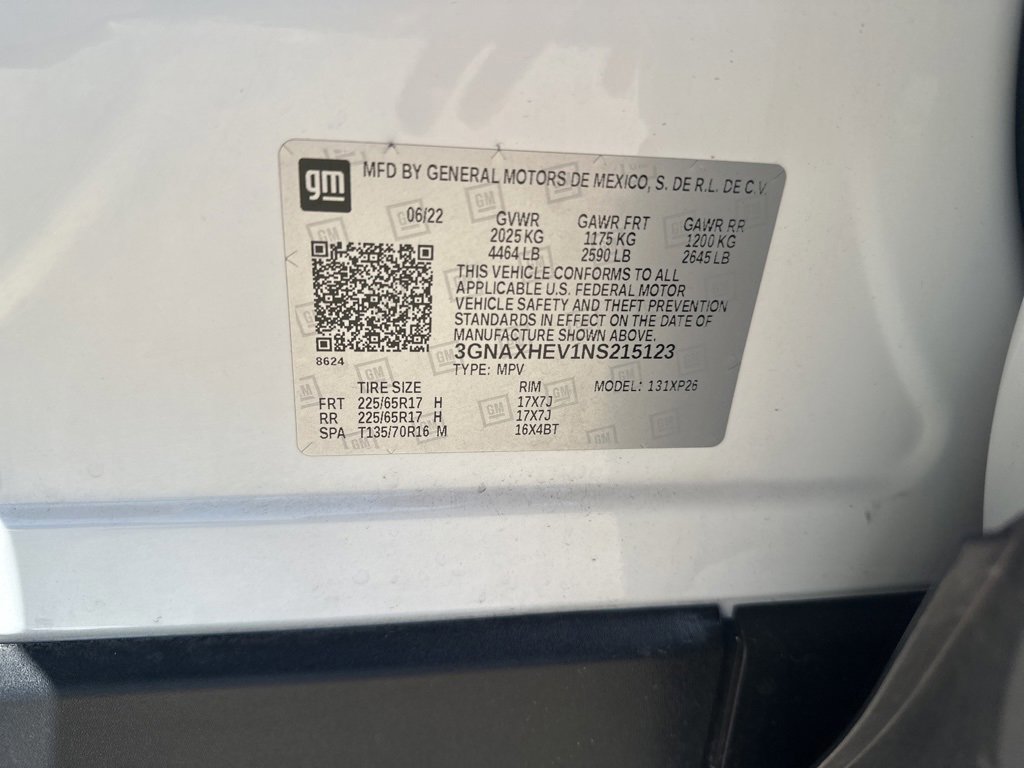 gm MFD BY GENERAL MOTORS DE MEXICO, S. DE R.L. DE C.V.
06/22 GVWR GAWR FRT GAWR RR
2025 KG 1175 KG 1200 KG
4464 LB 2590 LB 2645 LB
THIS VEHICLE CONFORMS TO ALL
APPLICABLE U.S. FEDERAL MOTOR
VEHICLE SAFETY AND THEFT PREVENTION
STANDARDS IN EFFECT ON THE DATE OF
MANUFACTURE SHOWN ABOVE.
8624 3GNAXHEV1NS215123
TYPE: MPV
TIRE SIZE RIM MODEL: 131XP26
FRT 225/65R17 H 17X7J
RR 225/65R17 H 17X7J
SPA T135/70R16 M 16X4BT